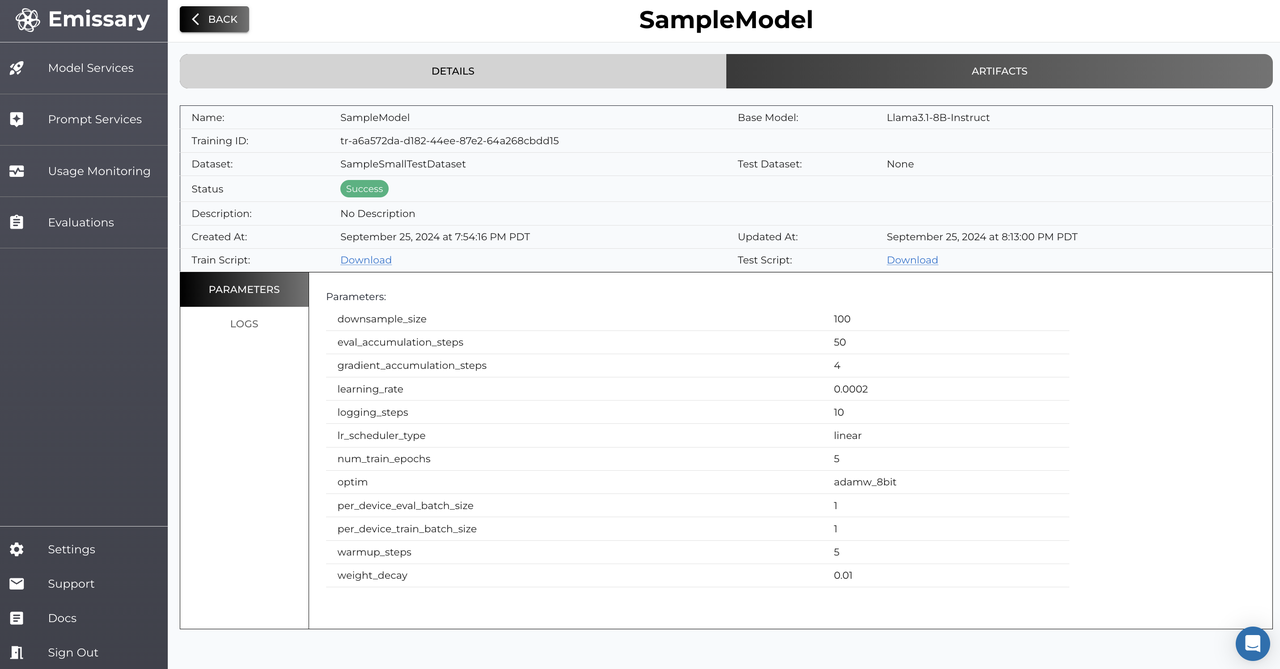 Emissary
Model Services
Prompt Services
Usage Monitoring
Evaluations
Settings
Support
Docs
Sign Out
BACK
SampleModel
DETAILS ARTIFACTS
Name: SampleModel Base Model: Llama3.1-8B-Instruct
Training ID: tr-a6a572da-d182-44ee-87e2-64a268cbdd15
Dataset: SampleSmallTestDataset Test Dataset: None
Status Success
Description: No Description
Created At: September 25, 2024 at 7:54:16 PM PDT Updated At: September 25, 2024 at 8:13:00 PM PDT
Train Script: Download Test Script: Download
PARAMETERS
LOGS
Parameters:
downsample_size 100
eval_accumulation_steps 50
gradient_accumulation_steps 4
learning_rate 0.0002
logging_steps 10
lr_scheduler_type linear
num_train_epochs 5
optim adamw_8bit
per_device_eval_batch_size 1
per_device_train_batch_size 1
warmup_steps 5
weight_decay 0.01